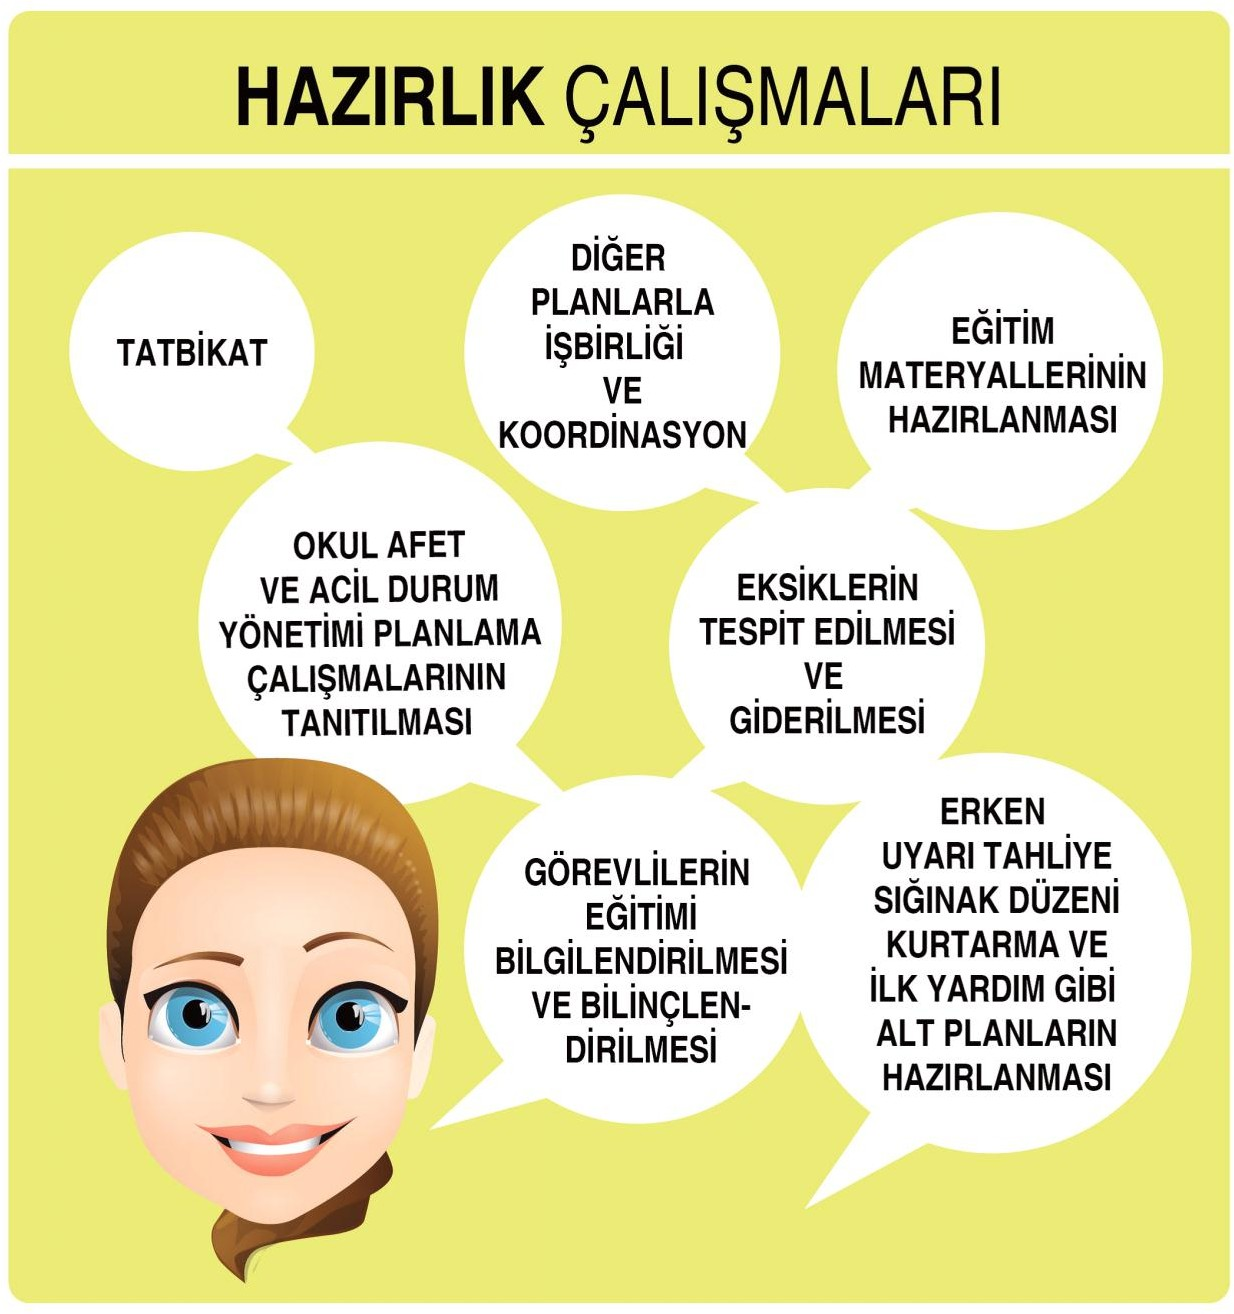 HAZIRLIK ÇALIŞMALARI
TATBİKAT
DİĞER
PLANLARLA
İŞBİRLİĞİ
VE
KOORDİNASYON
EĞİTİM
MATERYALLERİNİN
HAZIRLANMASI
OKUL AFET
VE ACİL DURUM
YÖNETİMİ PLANLAMA
ÇALIŞMALARININ
TANITILMASI
EKSİKLERİN
TESPİT EDİLMESİ
VE
GİDERİLMESİ
GÖREVLİLERİN
EĞİTİMİ
BİLGİLENDİRİLMESİ
VE BİLİNÇLEN-
DİRİLMESİ
ERKEN
UYARI TAHLİYE
SIĞINAK DÜZENİ
KURTARMA VE
İLK YARDIM GİBİ
ALT PLANLARIN
HAZIRLANMASI